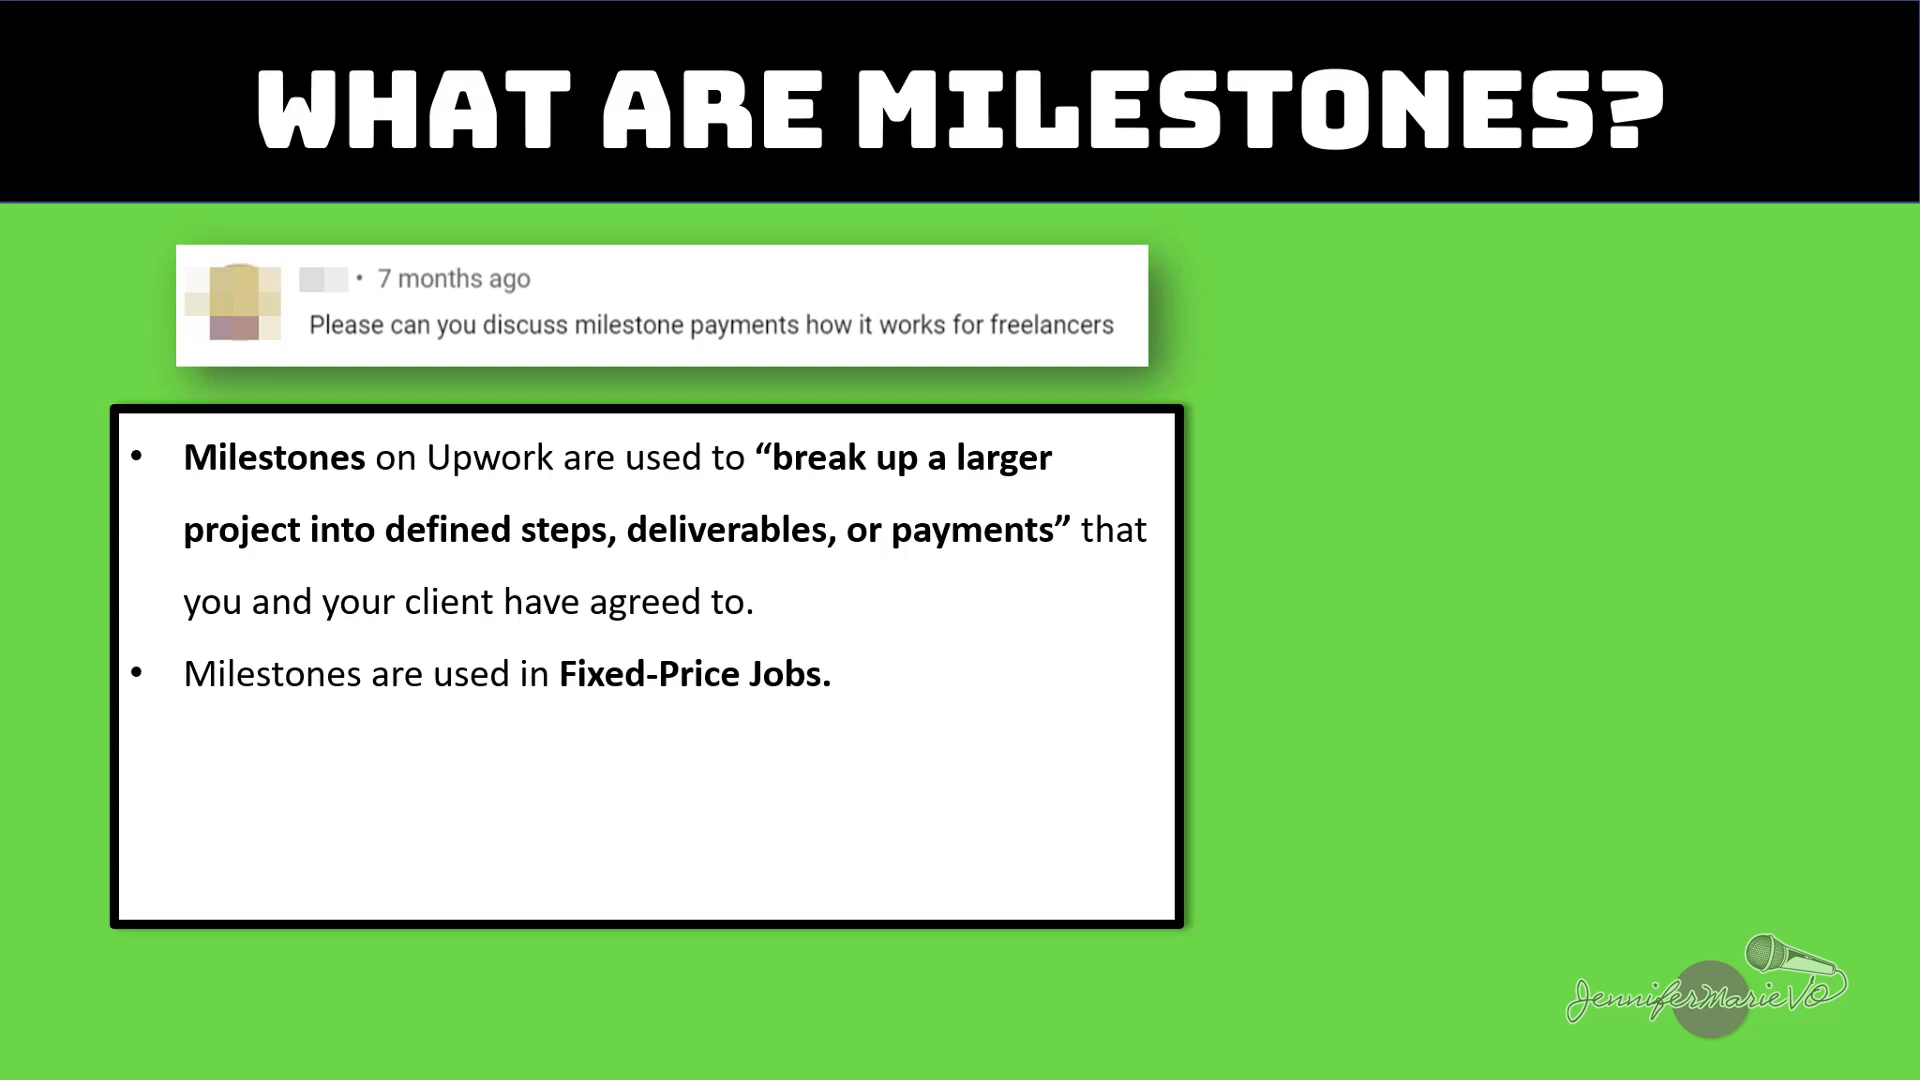 WHAT ARE MILESTONES?
• 7 months ago
Please can you discuss milestone payments how it works for freelancers
• Milestones on Upwork are used to “break up a larger
project into defined steps, deliverables, or payments” that
you and your client have agreed to.
• Milestones are used in Fixed-Price Jobs.
JenniferMarieVO